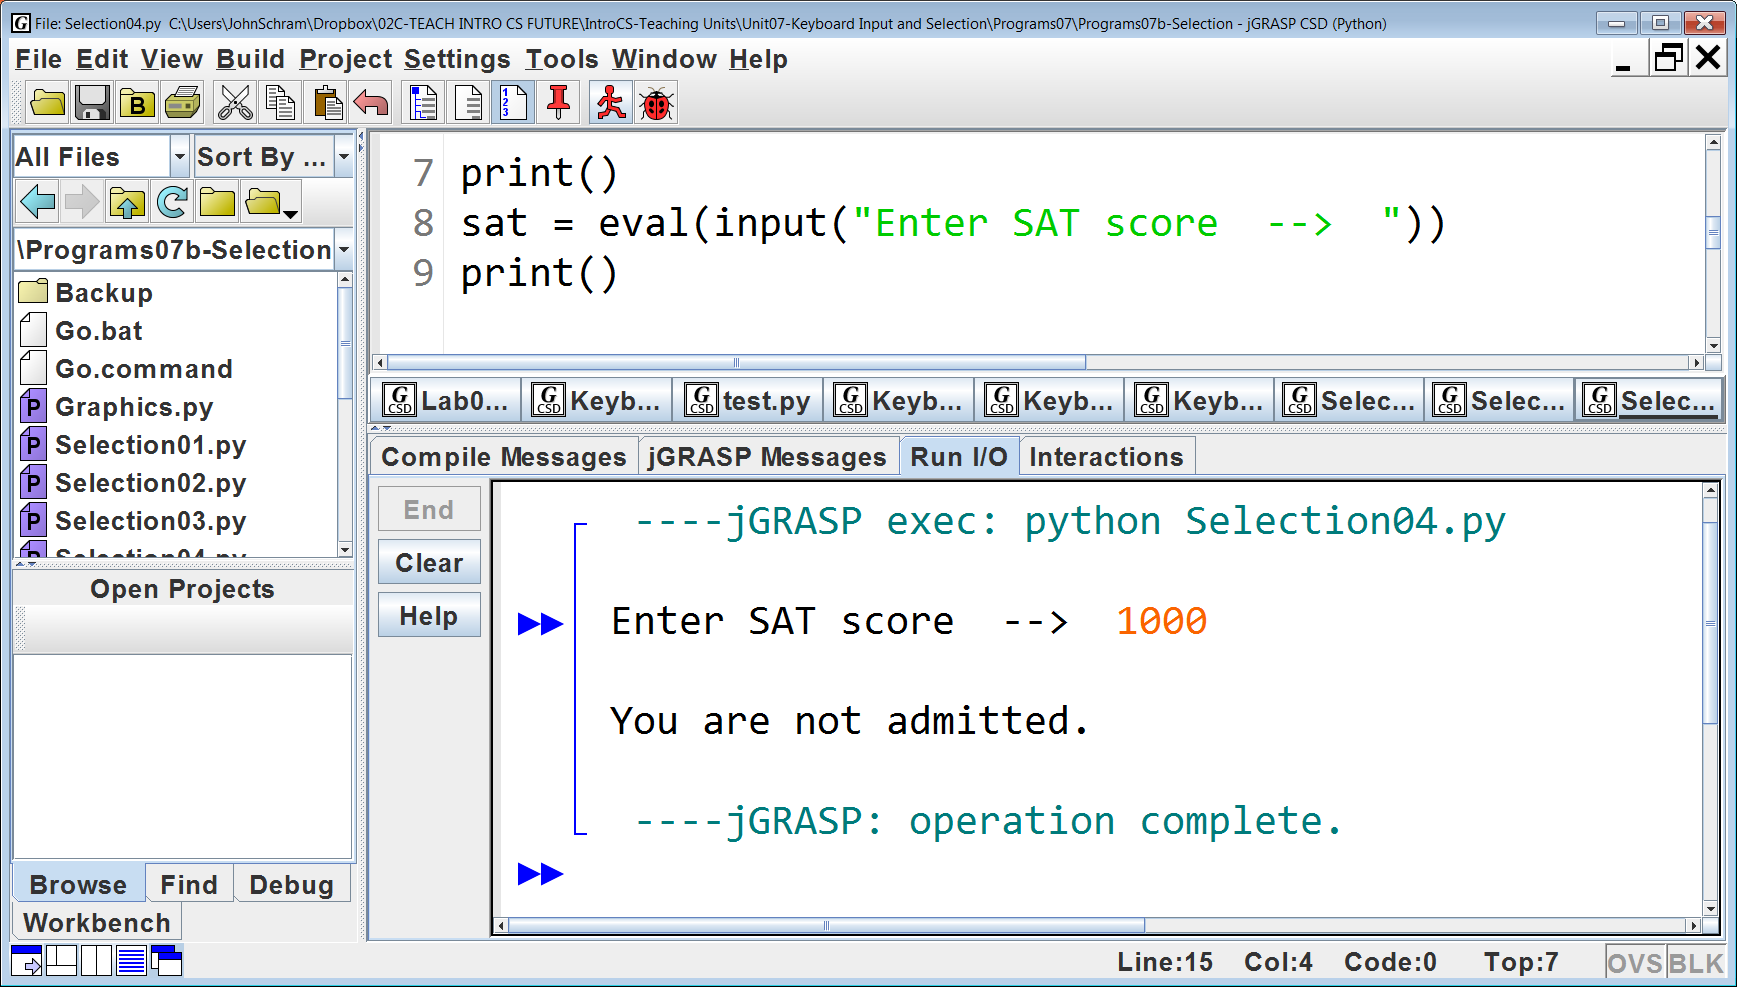 File: Selection04.py  C:\Users\JohnSchram\Dropbox\02C-TEACH INTRO CS FUTURE\IntroCS-Teaching Units\Unit07-Keyboard Input and Selection\Programs07\Programs07b-Selection - jGRASP CSD (Python)
File Edit View Build Project Settings Tools Window Help
All Files Sort By ...
\Programs07b-Selection
Backup
Go.bat
Go.command
Graphics.py
Selection01.py
Selection02.py
Selection03.py
Selection04.py
Open Projects
Browse Find Debug
Workbench
7 print()
8 sat = eval(input("Enter SAT score  -->  "))
9 print()
Lab0... Keyb... test.py Keyb... Keyb... Keyb... Selec... Selec... Selec...
Compile Messages jGRASP Messages Run I/O Interactions
End
Clear
Help
----jGRASP exec: python Selection04.py
Enter SAT score  -->  1000
You are not admitted.
----jGRASP: operation complete.
Line:15 Col:4 Code:0 Top:7 OVS BLK